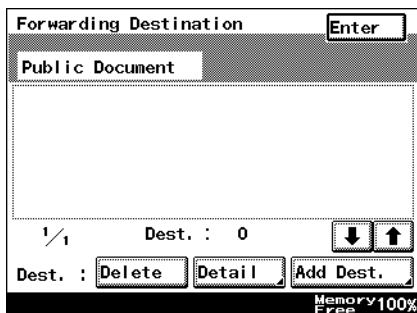 Forwarding Destination Enter
Public Document
1/1 Dest. : 0
Dest. : Delete Detail Add Dest.
Memory Free 100%